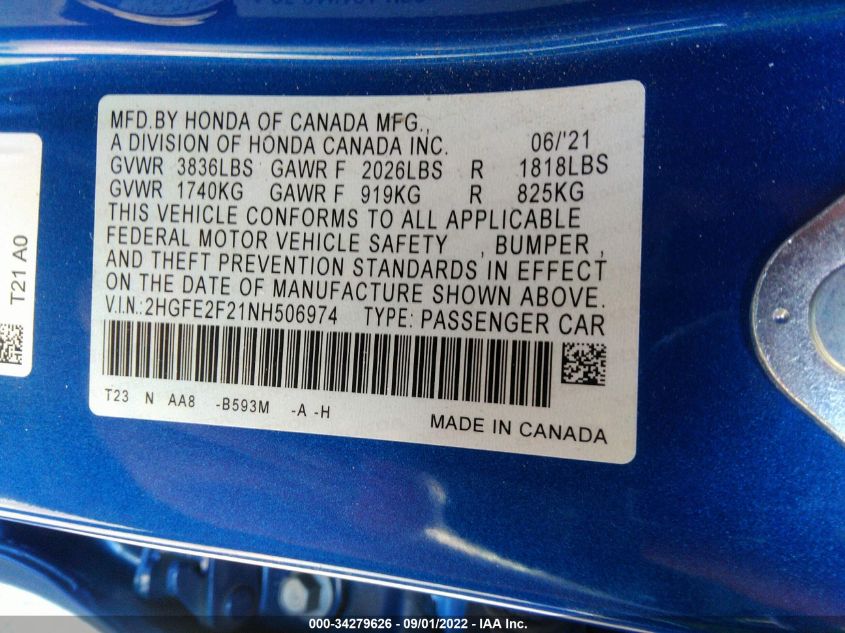 MFD.BY HONDA OF CANADA MFG.,
A DIVISION OF HONDA CANADA INC. 06/'21
GVWR 3836LBS GAWR F 2026LBS R 1818LBS
GVWR 1740KG GAWR F 919KG R 825KG
THIS VEHICLE CONFORMS TO ALL APPLICABLE
FEDERAL MOTOR VEHICLE SAFETY , BUMPER ,
AND THEFT PREVENTION STANDARDS IN EFFECT
ON THE DATE OF MANUFACTURE SHOWN ABOVE.
V.I.N.:2HGFE2F21NH506974 TYPE: PASSENGER CAR
T23 N AA8 -B593M -A -H
MADE IN CANADA
T21 A0
000-34279626 - 09/01/2022 - IAA Inc.